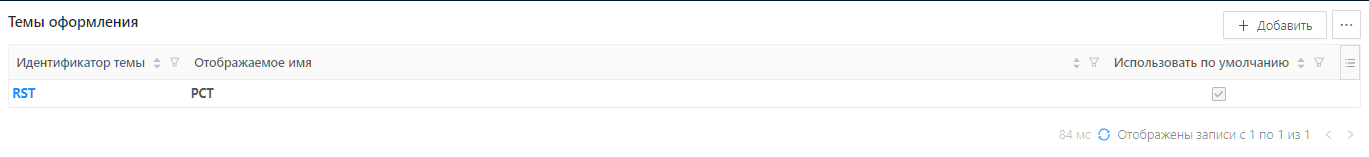 Темы оформления
Добавить ...
Идентификатор темы Отображаемое имя Использовать по умолчанию
RST РСТ
84 мс Отображены записи с 1 по 1 из 1